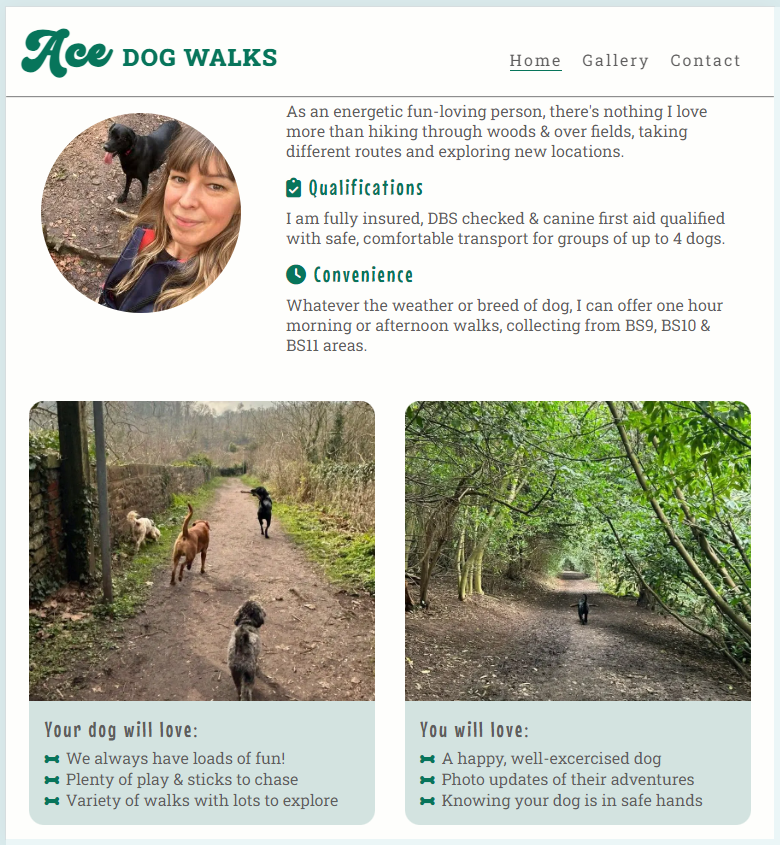 Ace DOG WALKS
Home Gallery Contact
As an energetic fun-loving person, there's nothing I love
more than hiking through woods & over fields, taking
different routes and exploring new locations.
Qualifications
I am fully insured, DBS checked & canine first aid qualified
with safe, comfortable transport for groups of up to 4 dogs.
Convenience
Whatever the weather or breed of dog, I can offer one hour
morning or afternoon walks, collecting from BS9, BS10 &
BS11 areas.
Your dog will love:
We always have loads of fun!
Plenty of play & sticks to chase
Variety of walks with lots to explore
You will love:
A happy, well-excercised dog
Photo updates of their adventures
Knowing your dog is in safe hands